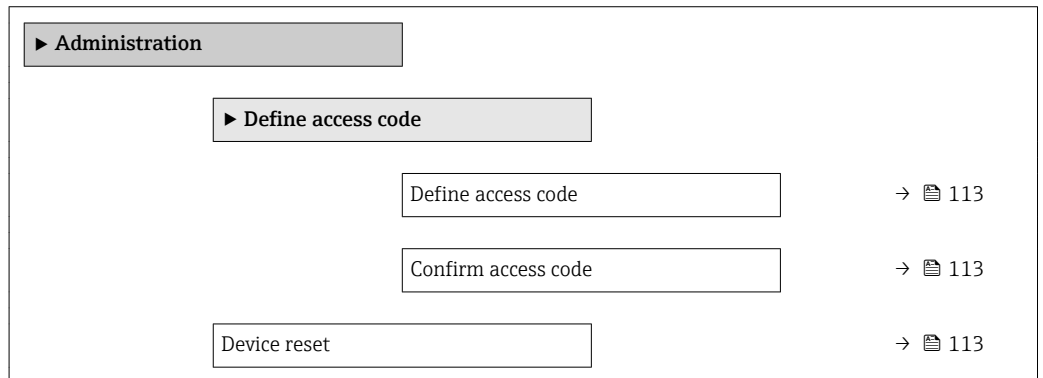 ▶ Administration
▶ Define access code
Define access code → 113
Confirm access code → 113
Device reset → 113